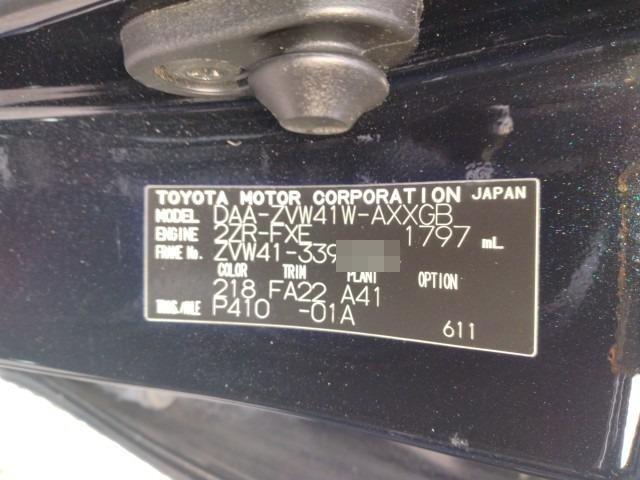 TOYOTA MOTOR CORPORATION JAPAN
MODEL DAA-ZVW41W-AXXGB
ENGINE 2ZR-FXE 1797 mL
FRAME No. ZVW41-339
COLOR TRIM PLANT OPTION
218 FA22 A41
TRANS./AXLE P410 -01A
611